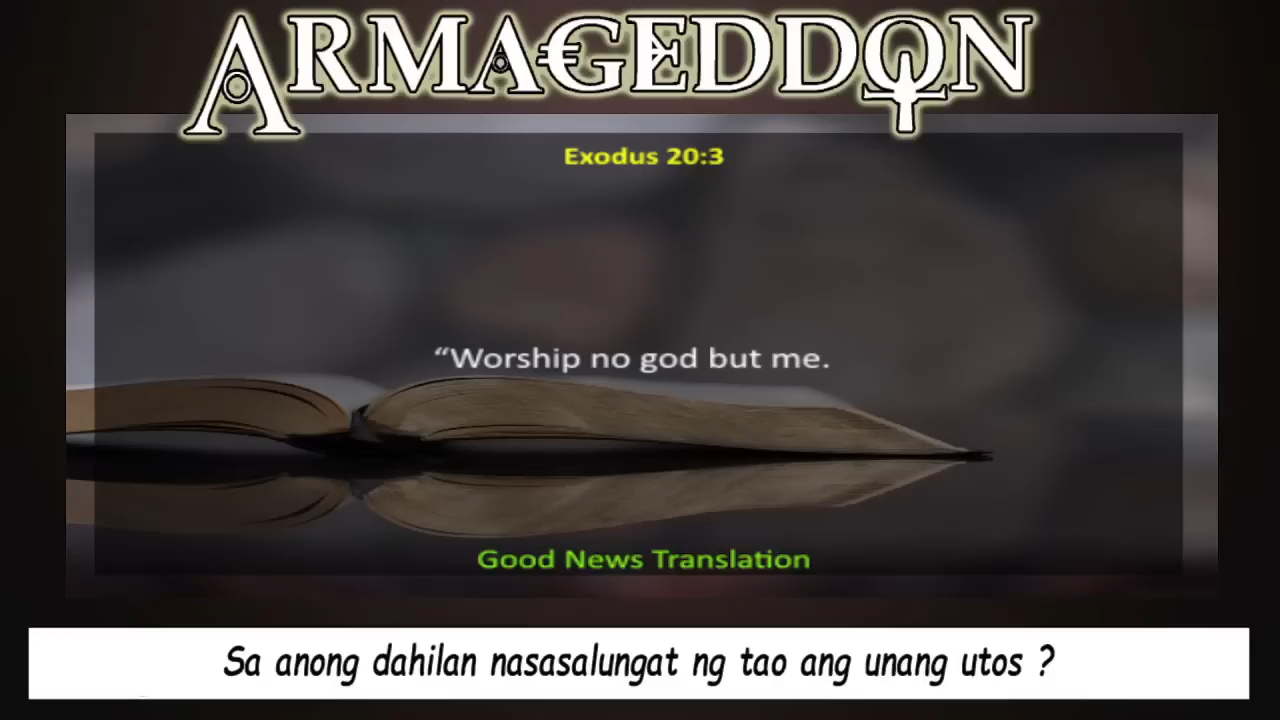 ARMAGEDDON
Exodus 20:3
“Worship no god but me.
Good News Translation
Sa anong dahilan nasasalungat ng tao ang unang utos ?